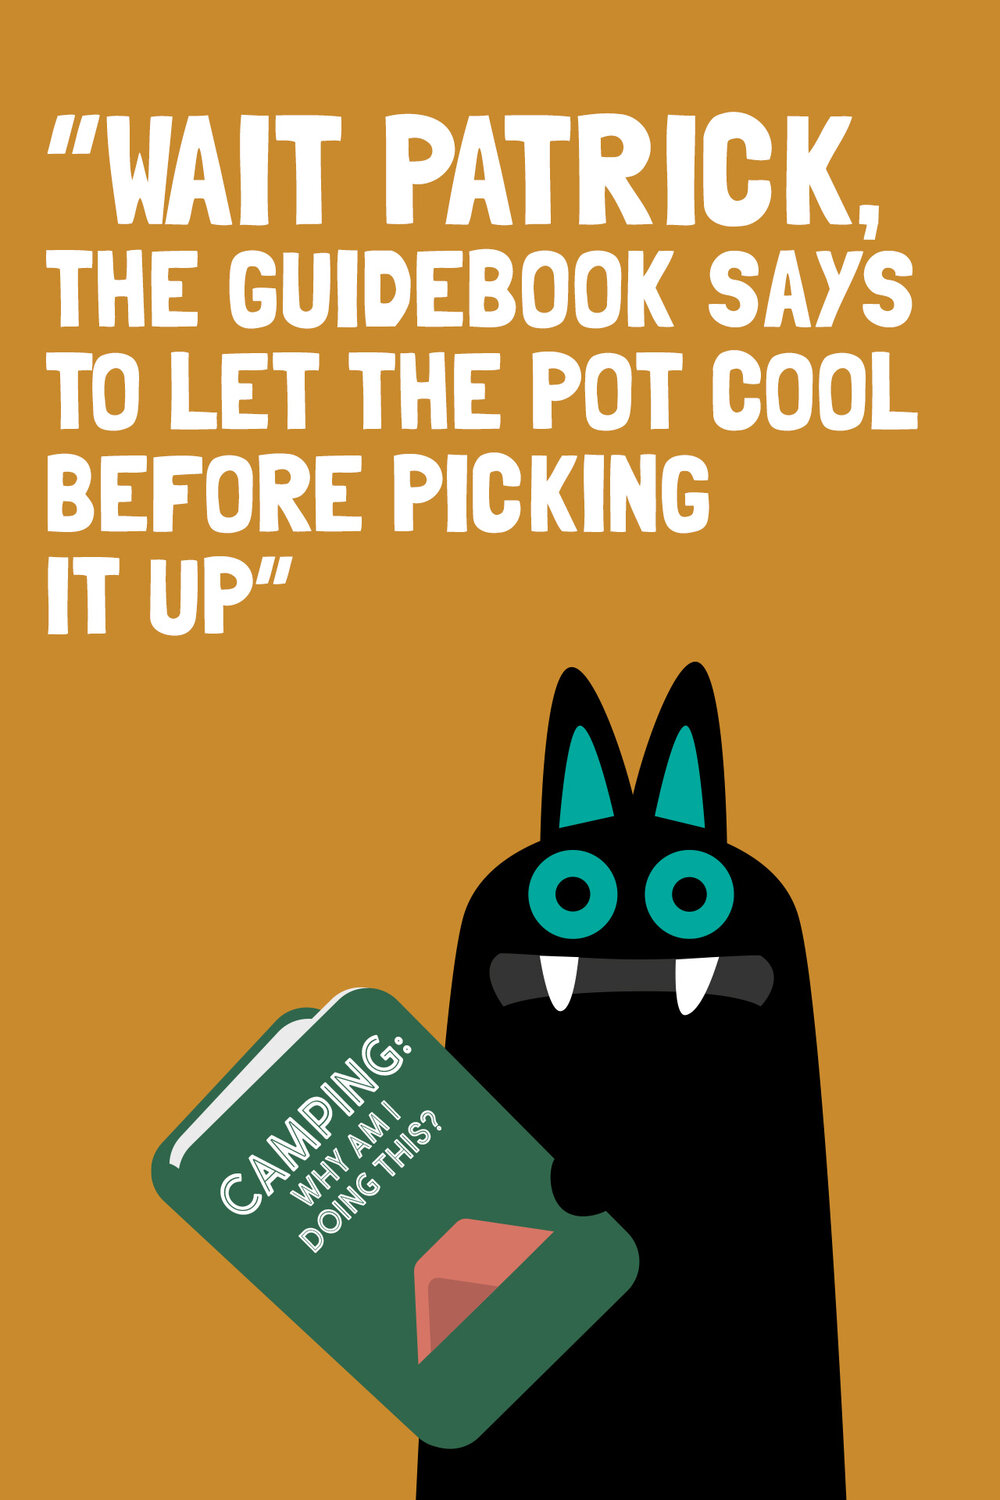 “WAIT PATRICK,
THE GUIDEBOOK SAYS
TO LET THE POT COOL
BEFORE PICKING
IT UP”
CAMPING:
WHY AM I
DOING THIS?